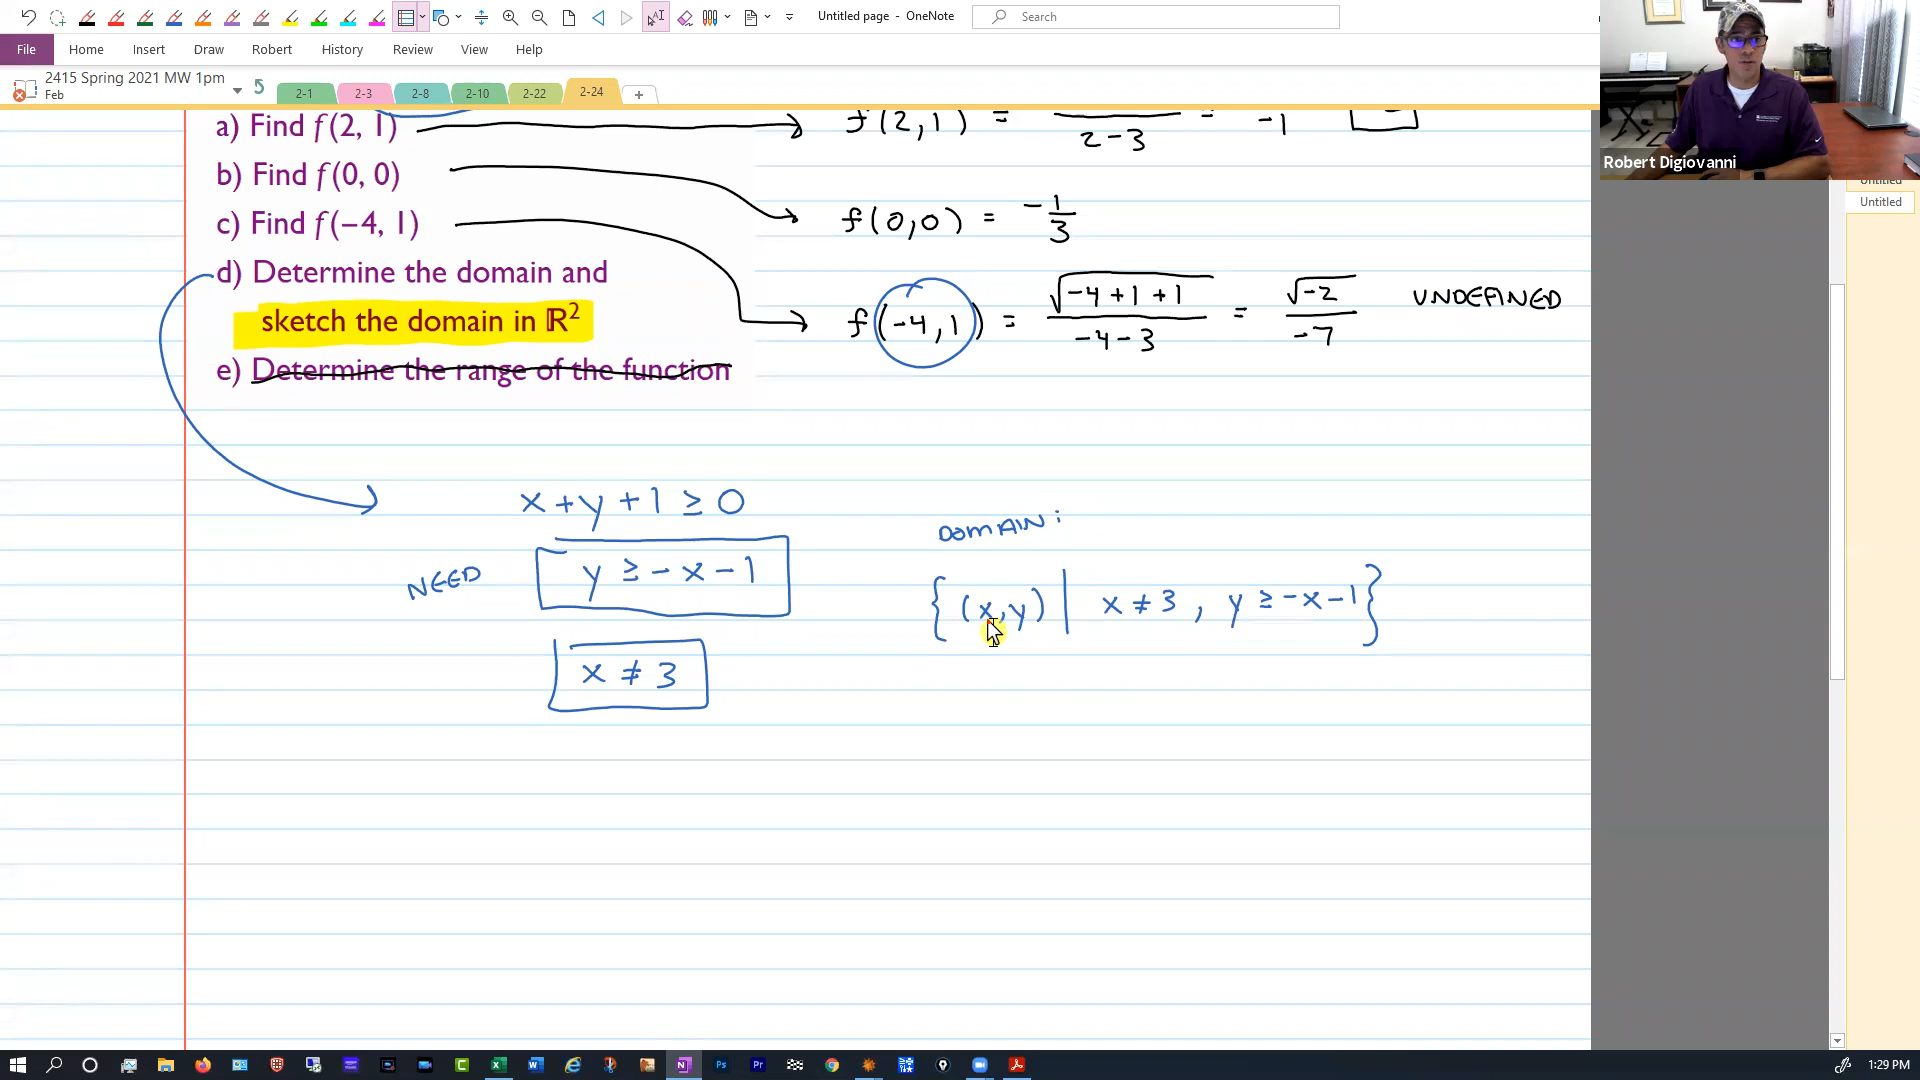 Untitled page - OneNote
Search
File Home Insert Draw Robert History Review View Help
2415 Spring 2021 MW 1pm
Feb
2-1 2-3 2-8 2-10 2-22 2-24 +
Robert Digiovanni
Untitled
Untitled
a) Find f(2, 1)
f(2,1) = / 2-3 = / -1
b) Find f(0, 0)
f(0,0) = -1/3
c) Find f(−4, 1)
f(-4,1) = √-4+1+1 / -4-3 = √-2 / -7 UNDEFINED
d) Determine the domain and
sketch the domain in ℝ²
e) Determine the range of the function
x+y+1 ≥ 0
NEED
y ≥ -x-1
x ≠ 3
DOMAIN:
{(x,y) | x ≠ 3, y ≥ -x-1}
1:29 PM